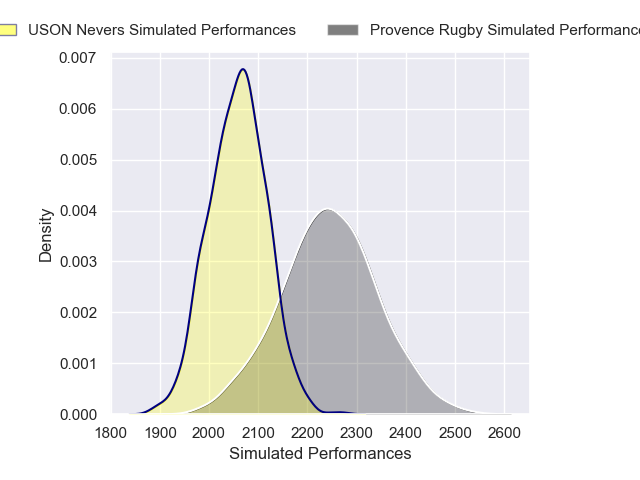 USON Nevers Simulated Performances Provence Rugby Simulated Performance
0.007
0.006
0.005
0.004
0.003
0.002
0.001
0.000
Density
1800 1900 2000 2100 2200 2300 2400 2500 2600
Simulated Performances